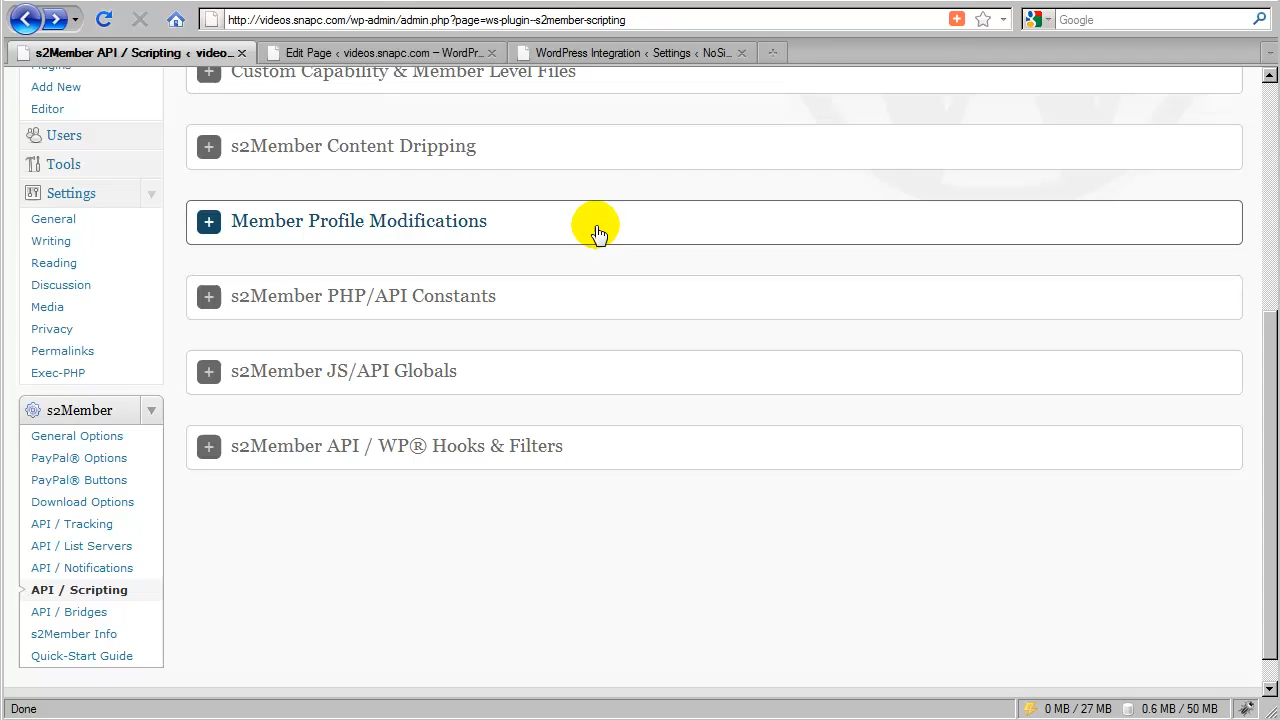 http://videos.snapc.com/wp-admin/admin.php?page=ws-plugin--s2member-scripting
Google
s2Member API / Scripting ‹ video...
Edit Page ‹ videos.snapc.com — WordPr...
WordPress Integration ‹ Settings ‹ NoSi...
Plugins
Add New
Editor
Users
Tools
Settings
General
Writing
Reading
Discussion
Media
Privacy
Permalinks
Exec-PHP
s2Member
General Options
PayPal® Options
PayPal® Buttons
Download Options
API / Tracking
API / List Servers
API / Notifications
API / Scripting
API / Bridges
s2Member Info
Quick-Start Guide
Custom Capability & Member Level Files
s2Member Content Dripping
Member Profile Modifications
s2Member PHP/API Constants
s2Member JS/API Globals
s2Member API / WP® Hooks & Filters
Done
0 MB / 27 MB
0.6 MB / 50 MB